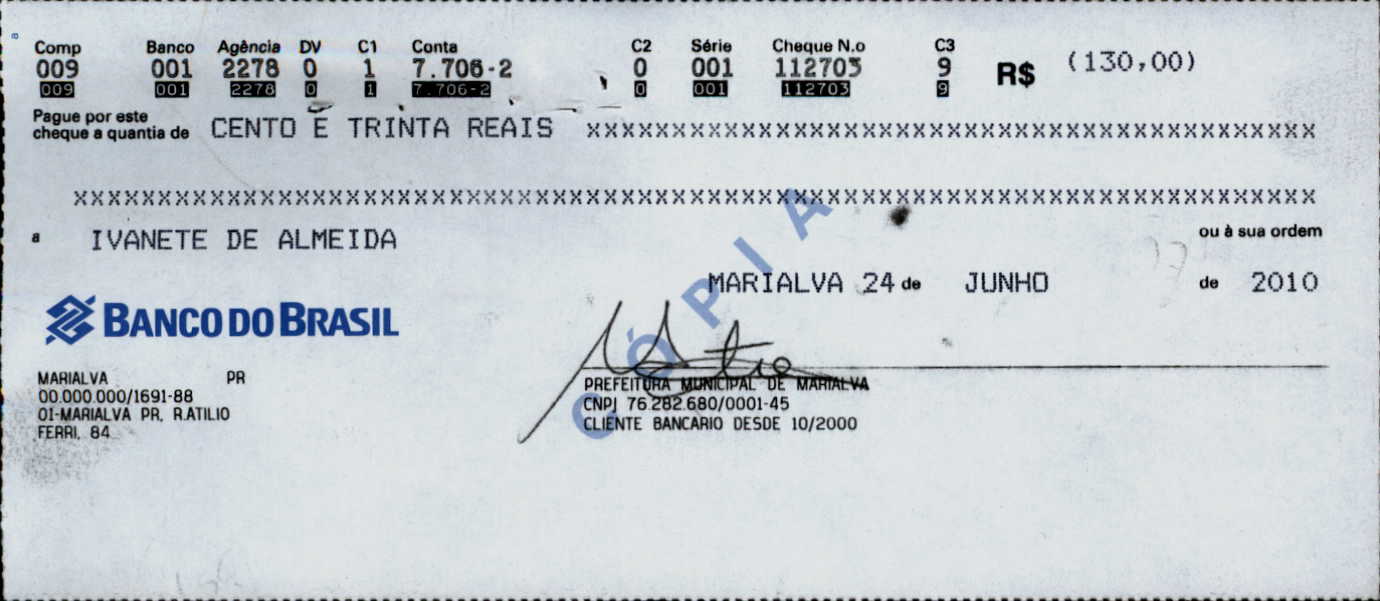 Comp Banco Agência DV C1 Conta C2 Série Cheque N.o C3
009 001 2278 0 1 7.706-2 0 001 112703 9 R$ (130,00)
009 001 2278 0 1 7.706-2 0 001 112703 9
Pague por este
cheque a quantia de CENTO E TRINTA REAIS xxxxxxxxxxxxxxxxxxxxxxxxxxxxxxxxxxxxxxxxxxxxxxx
xxxxxxxxxxxxxxxxxxxxxxxxxxxxxxxxxxxxxxxxxxxxxxxxxxxxxxxxxxxxxxxxxxxxxxxxxxxxxxx
a IVANETE DE ALMEIDA ou à sua ordem
MARIALVA 24 de JUNHO de 2010
CÓPIA
BANCO DO BRASIL
MARIALVA PR
00.000.000/1691-88
01-MARIALVA PR, R.ATILIO
FERRI, 84
PREFEITURA MUNICIPAL DE MARIALVA
CNPJ 76.282.680/0001-45
CLIENTE BANCARIO DESDE 10/2000